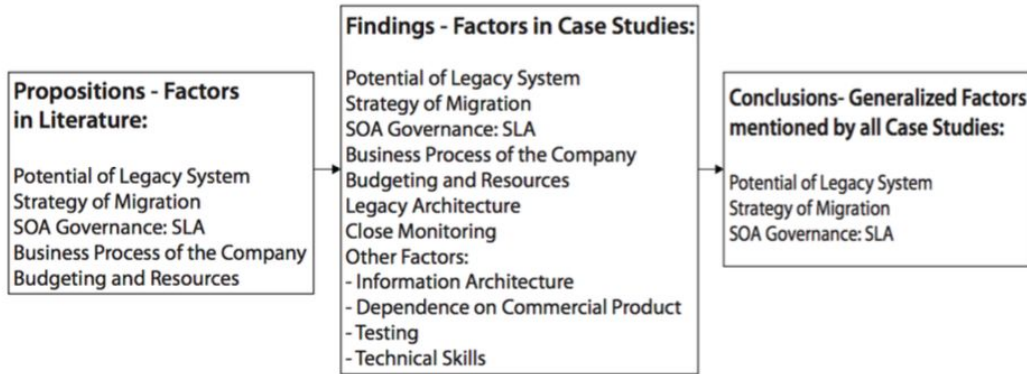 Propositions - Factors
in Literature:
Potential of Legacy System
Strategy of Migration
SOA Governance: SLA
Business Process of the Company
Budgeting and Resources
Findings - Factors in Case Studies:
Potential of Legacy System
Strategy of Migration
SOA Governance: SLA
Business Process of the Company
Budgeting and Resources
Legacy Architecture
Close Monitoring
Other Factors:
- Information Architecture
- Dependence on Commercial Product
- Testing
- Technical Skills
Conclusions- Generalized Factors
mentioned by all Case Studies:
Potential of Legacy System
Strategy of Migration
SOA Governance: SLA